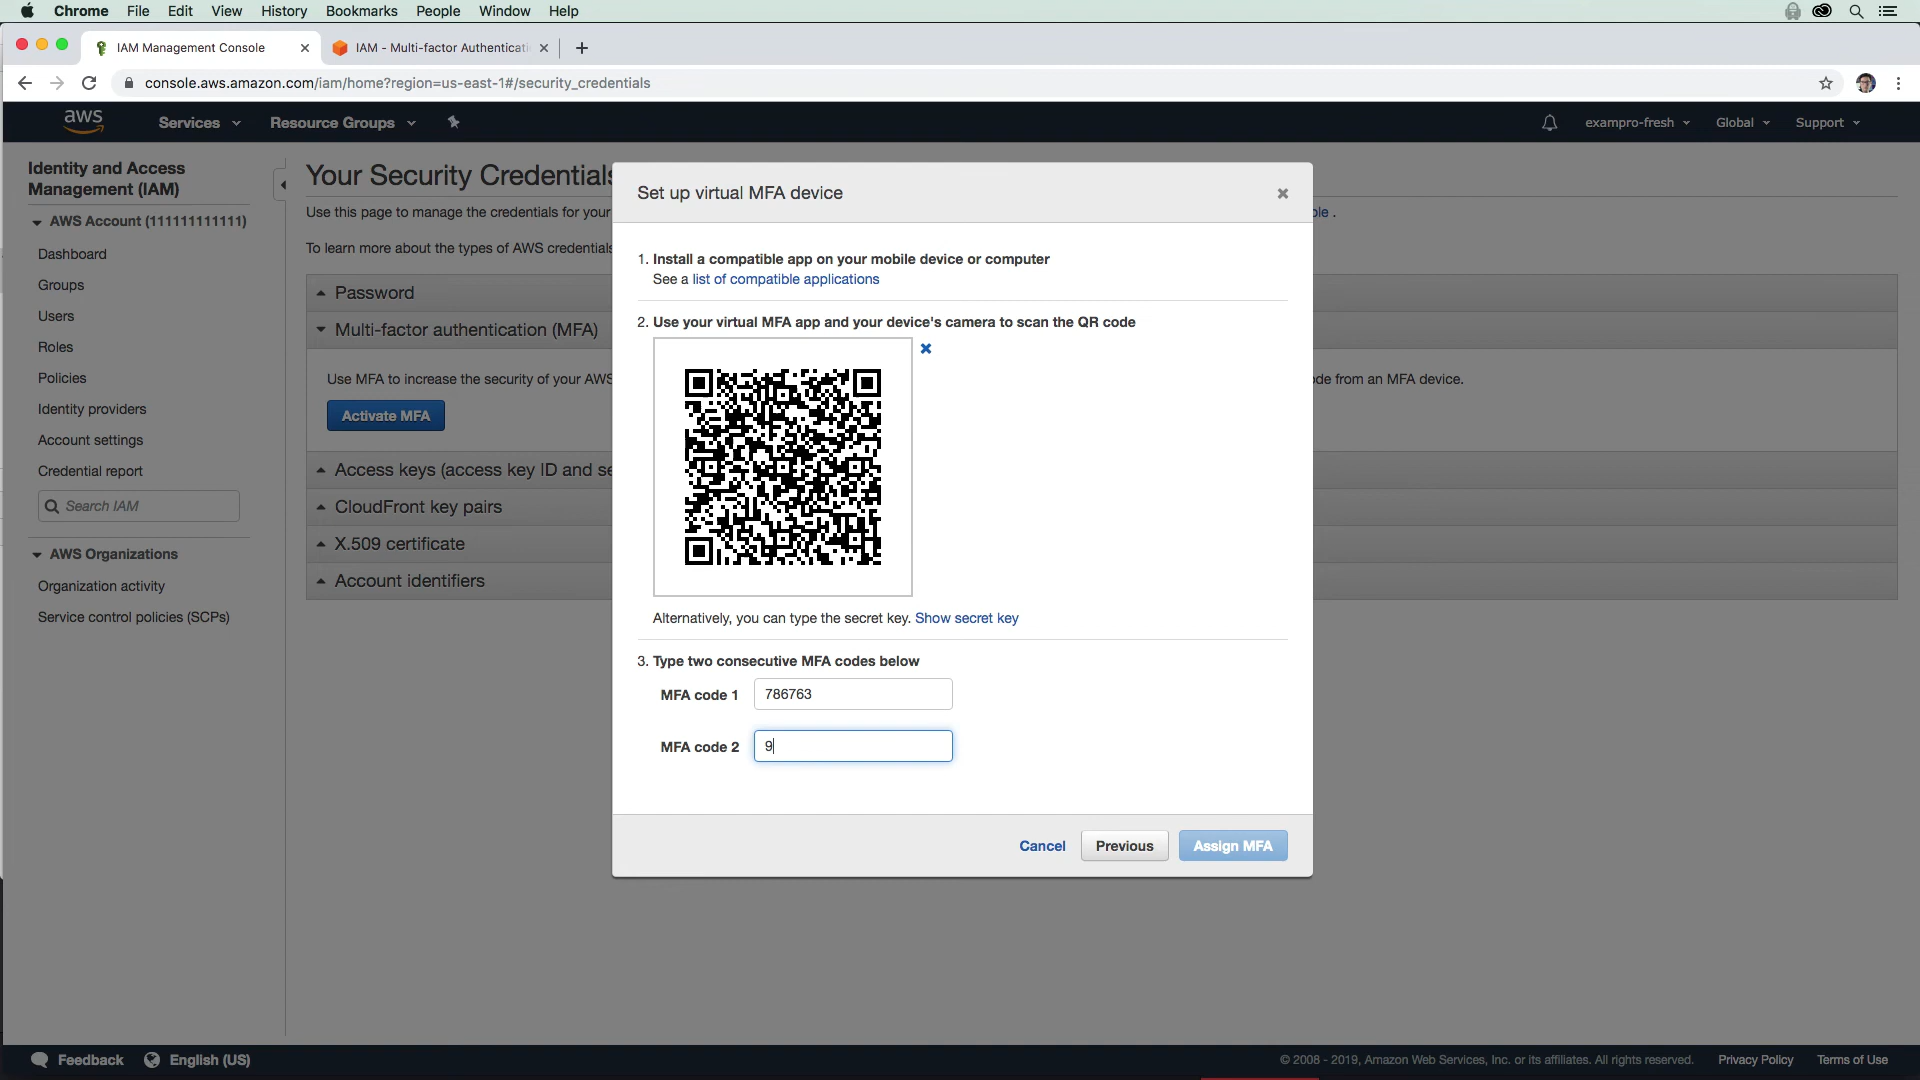 Chrome File Edit View History Bookmarks People Window Help
IAM Management Console
IAM - Multi-factor Authenticati
console.aws.amazon.com/iam/home?region=us-east-1#/security_credentials
aws Services Resource Groups exampro-fresh Global Support
Identity and Access
Management (IAM)
AWS Account (111111111111)
Dashboard
Groups
Users
Roles
Policies
Identity providers
Account settings
Credential report
Search IAM
AWS Organizations
Organization activity
Service control policies (SCPs)
Your Security Credentials
Use this page to manage the credentials for your
ple .
To learn more about the types of AWS credentials
Password
Multi-factor authentication (MFA)
Use MFA to increase the security of your AWS
de from an MFA device.
Activate MFA
Access keys (access key ID and se
CloudFront key pairs
X.509 certificate
Account identifiers
Set up virtual MFA device
1. Install a compatible app on your mobile device or computer
See a list of compatible applications
2. Use your virtual MFA app and your device's camera to scan the QR code
Alternatively, you can type the secret key. Show secret key
3. Type two consecutive MFA codes below
MFA code 1 786763
MFA code 2 9
Cancel Previous Assign MFA
Feedback English (US)
© 2008 - 2019, Amazon Web Services, Inc. or its affiliates. All rights reserved. Privacy Policy Terms of Use